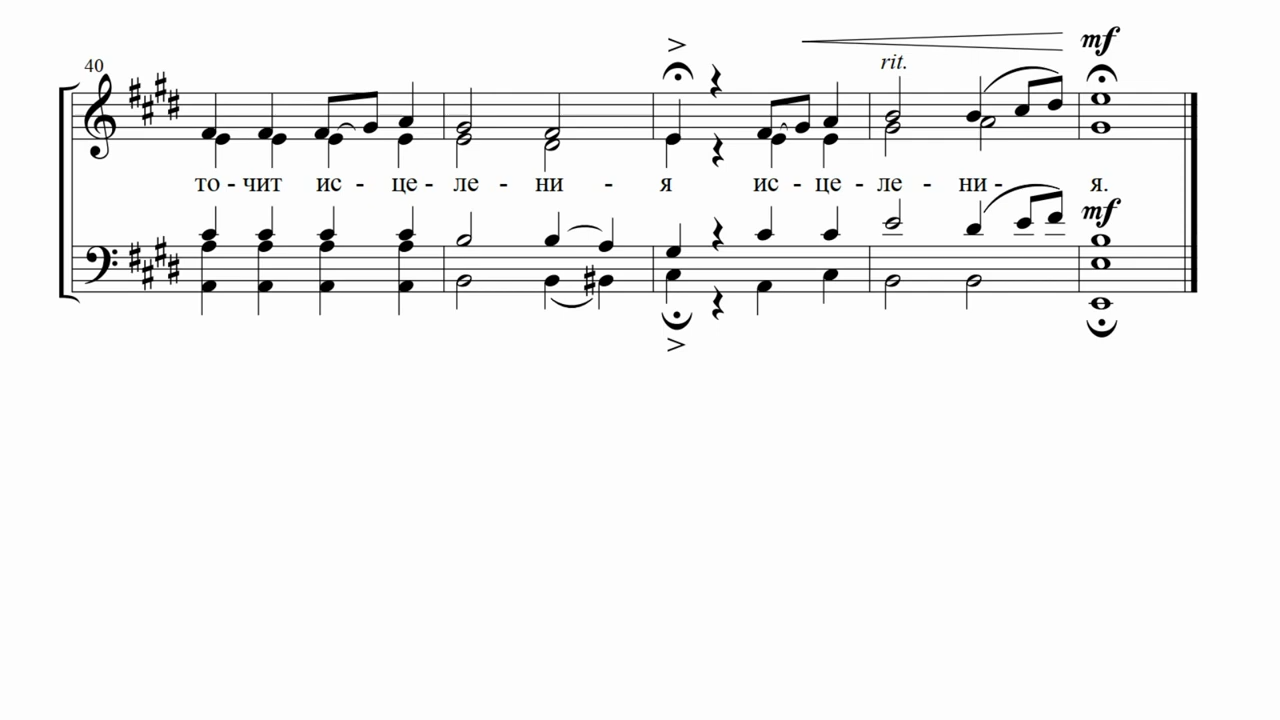 40
rit.
mf
то - чит ис - це - ле - ни - я ис - це - ле - ни - я.
mf